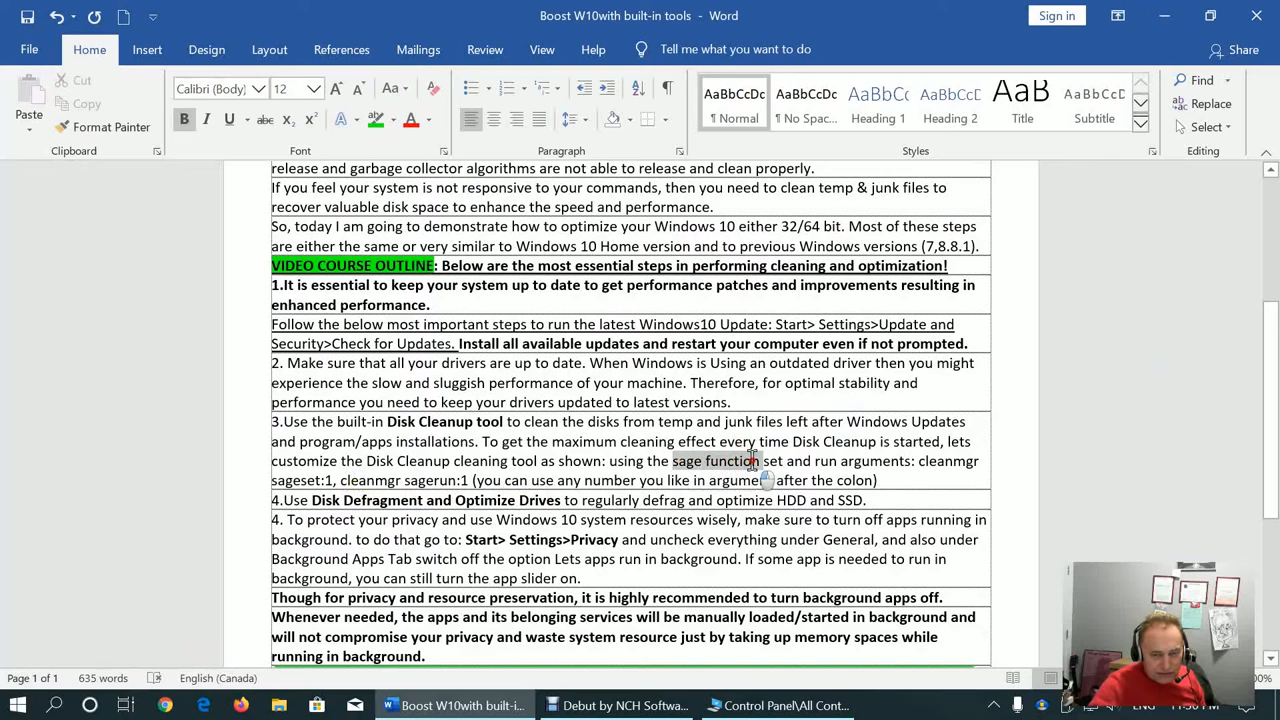 Boost W10with built-in tools - Word
Sign in
File Home Insert Design Layout References Mailings Review View Help Tell me what you want to do Share
Paste
Cut
Copy
Format Painter
Clipboard
Calibri (Body) 12
Font
Paragraph
AaBbCcDc AaBbCcDc AaBbCc AaBbCcD AaB AaBbCcD
¶ Normal ¶ No Spac... Heading 1 Heading 2 Title Subtitle
Styles
Find
Replace
Select
Editing
release and garbage collector algorithms are not able to release and clean properly.
If you feel your system is not responsive to your commands, then you need to clean temp & junk files to
recover valuable disk space to enhance the speed and performance.
So, today I am going to demonstrate how to optimize your Windows 10 either 32/64 bit. Most of these steps
are either the same or very similar to Windows 10 Home version and to previous Windows versions (7,8.8.1).
VIDEO COURSE OUTLINE: Below are the most essential steps in performing cleaning and optimization!
1.It is essential to keep your system up to date to get performance patches and improvements resulting in
enhanced performance.
Follow the below most important steps to run the latest Windows10 Update: Start> Settings>Update and
Security>Check for Updates. Install all available updates and restart your computer even if not prompted.
2. Make sure that all your drivers are up to date. When Windows is Using an outdated driver then you might
experience the slow and sluggish performance of your machine. Therefore, for optimal stability and
performance you need to keep your drivers updated to latest versions.
3.Use the built-in Disk Cleanup tool to clean the disks from temp and junk files left after Windows Updates
and program/apps installations. To get the maximum cleaning effect every time Disk Cleanup is started, lets
customize the Disk Cleanup cleaning tool as shown: using the sage function set and run arguments: cleanmgr
sageset:1, cleanmgr sagerun:1 (you can use any number you like in argume after the colon)
4.Use Disk Defragment and Optimize Drives to regularly defrag and optimize HDD and SSD.
4. To protect your privacy and use Windows 10 system resources wisely, make sure to turn off apps running in
background. to do that go to: Start> Settings>Privacy and uncheck everything under General, and also under
Background Apps Tab switch off the option Lets apps run in background. If some app is needed to run in
background, you can still turn the app slider on.
Though for privacy and resource preservation, it is highly recommended to turn background apps off.
Whenever needed, the apps and its belonging services will be manually loaded/started in background and
will not compromise your privacy and waste system resource just by taking up memory spaces while
running in background.
Page 1 of 1 635 words English (Canada)
Boost W10with built-i... Debut by NCH Softwa... Control Panel\All Cont...